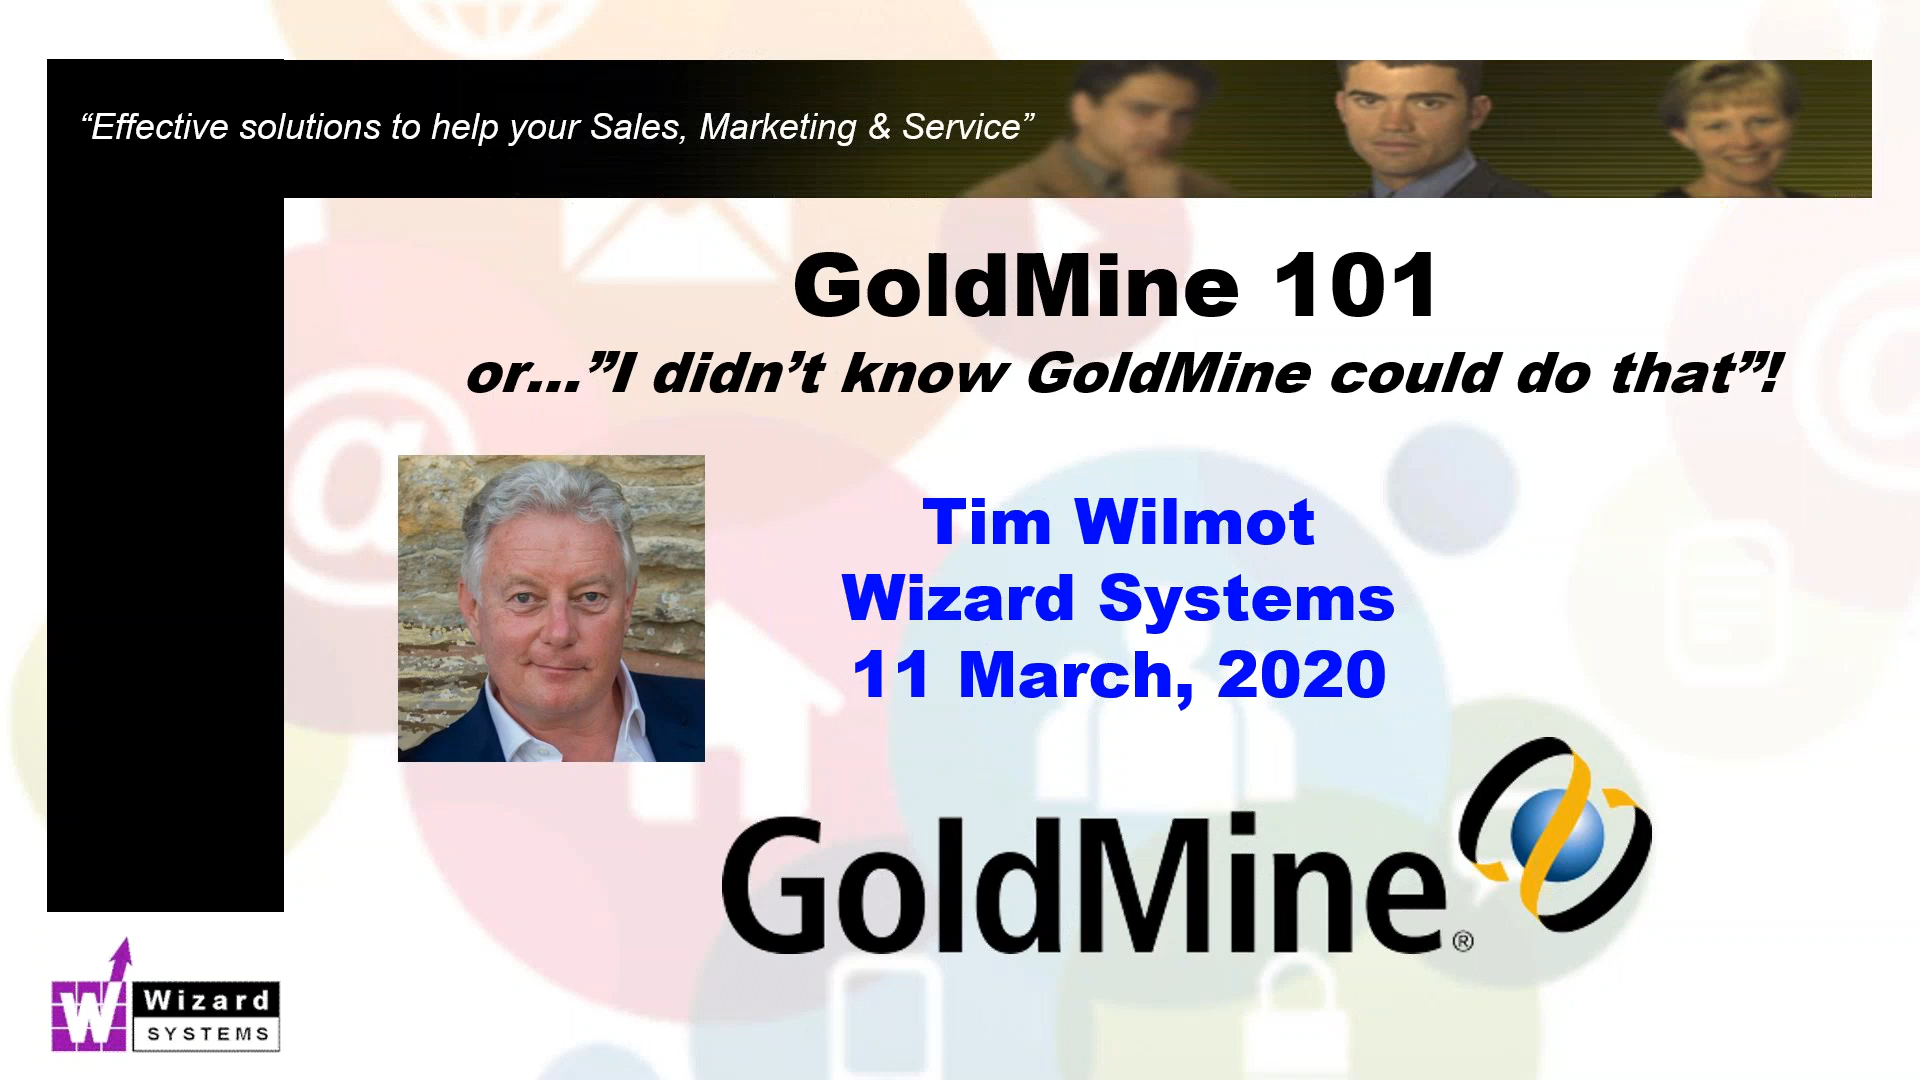 “Effective solutions to help your Sales, Marketing & Service”
GoldMine 101
or...”I didn’t know GoldMine could do that”!
Tim Wilmot
Wizard Systems
11 March, 2020
GoldMine®
W Wizard
SYSTEMS